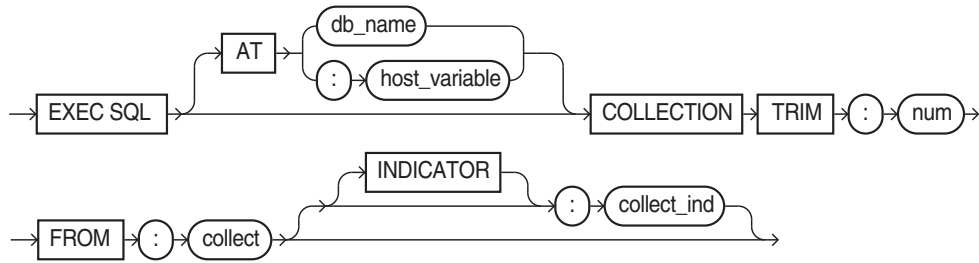 db_name
AT
: host_variable
EXEC SQL COLLECTION TRIM : num
INDICATOR
: collect_ind
FROM : collect